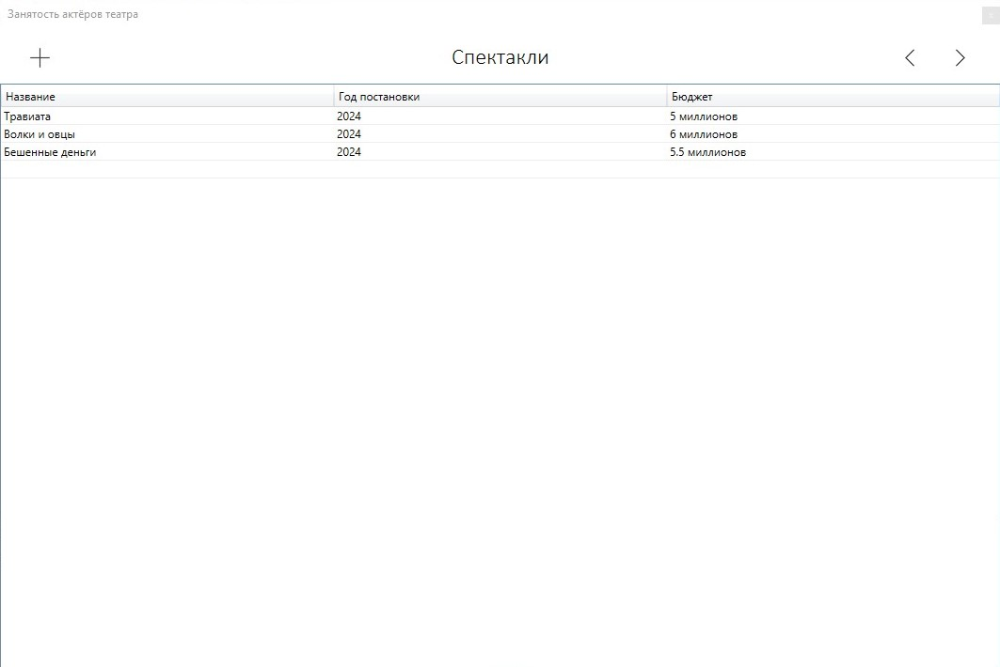 Занятость актёров театра
Спектакли
Название Год постановки Бюджет
Травиата 2024 5 миллионов
Волки и овцы 2024 6 миллионов
Бешенные деньги 2024 5.5 миллионов